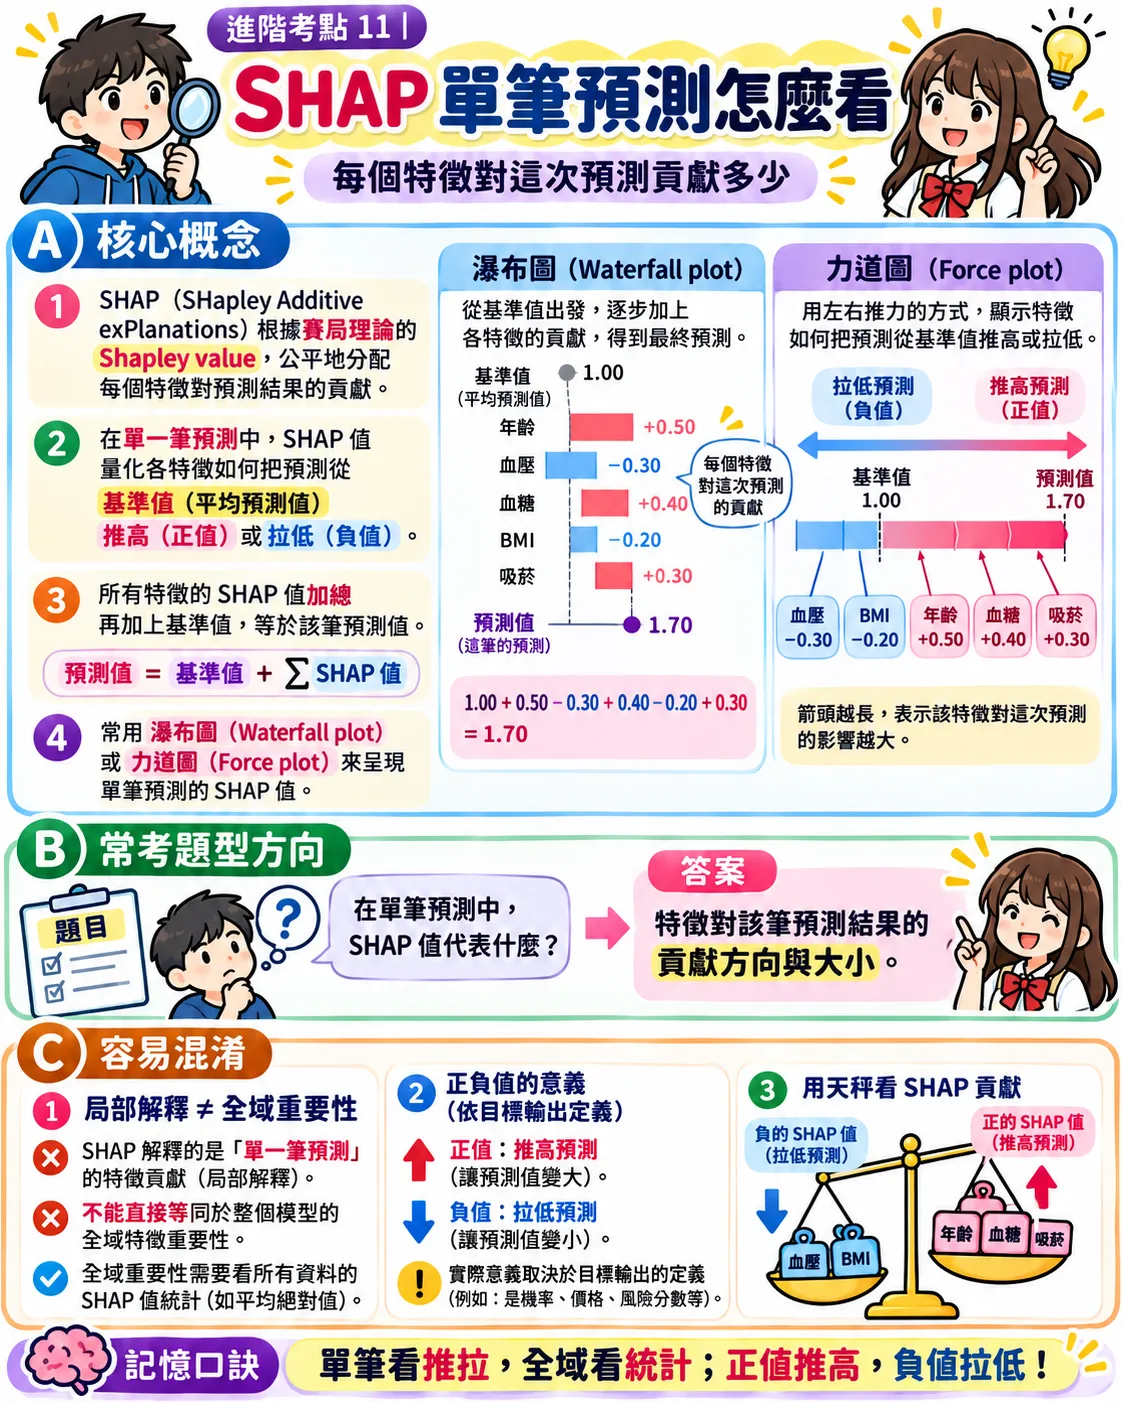 進階考點 11｜
SHAP 單筆預測怎麼看
每個特徵對這次預測貢獻多少
A 核心概念
1 SHAP（SHapley Additive
exPlanations）根據賽局理論的
Shapley value，公平地分配
每個特徵對預測結果的貢獻。
2 在單一筆預測中，SHAP 值
量化各特徵如何把預測從
基準值（平均預測值）
推高（正值）或 拉低（負值）。
3 所有特徵的 SHAP 值加總
再加上基準值，等於該筆預測值。
預測值 = 基準值 + ∑ SHAP 值
4 常用 瀑布圖（Waterfall plot）
或 力道圖（Force plot）來呈現
單筆預測的 SHAP 值。
瀑布圖（Waterfall plot）
從基準值出發，逐步加上
各特徵的貢獻，得到最終預測。
基準值 1.00
（平均預測值）
年齡 +0.50
血壓 −0.30
血糖 +0.40
BMI −0.20
吸菸 +0.30
預測值 1.70
（這筆的預測）
每個特徵
對這次預測
的貢獻
1.00 + 0.50 − 0.30 + 0.40 − 0.20 + 0.30
= 1.70
力道圖（Force plot）
用左右推力的方式，顯示特徵
如何把預測從基準值推高或拉低。
拉低預測
（負值）
推高預測
（正值）
基準值
1.00
預測值
1.70
血壓
−0.30
BMI
−0.20
年齡
+0.50
血糖
+0.40
吸菸
+0.30
箭頭越長，表示該特徵對這次預測
的影響越大。
B 常考題型方向
題目
?
在單筆預測中，
SHAP 值代表什麼？
答案
特徵對該筆預測結果的
貢獻方向與大小。
C 容易混淆
1 局部解釋 ≠ 全域重要性
SHAP 解釋的是「單一筆預測」
的特徵貢獻（局部解釋）。
不能直接等同於整個模型的
全域特徵重要性。
全域重要性需要看所有資料的
SHAP 值統計（如平均絕對值）。
2 正負值的意義
（依目標輸出定義）
正值：推高預測
（讓預測值變大）。
負值：拉低預測
（讓預測值變小）。
! 實際意義取決於目標輸出的定義
（例如：是機率、價格、風險分數等）。
3 用天秤看 SHAP 貢獻
負的 SHAP 值
（拉低預測）
正的 SHAP 值
（推高預測）
血壓 BMI
年齡 血糖 吸菸
記憶口訣
單筆看推拉，全域看統計；正值推高，負值拉低！